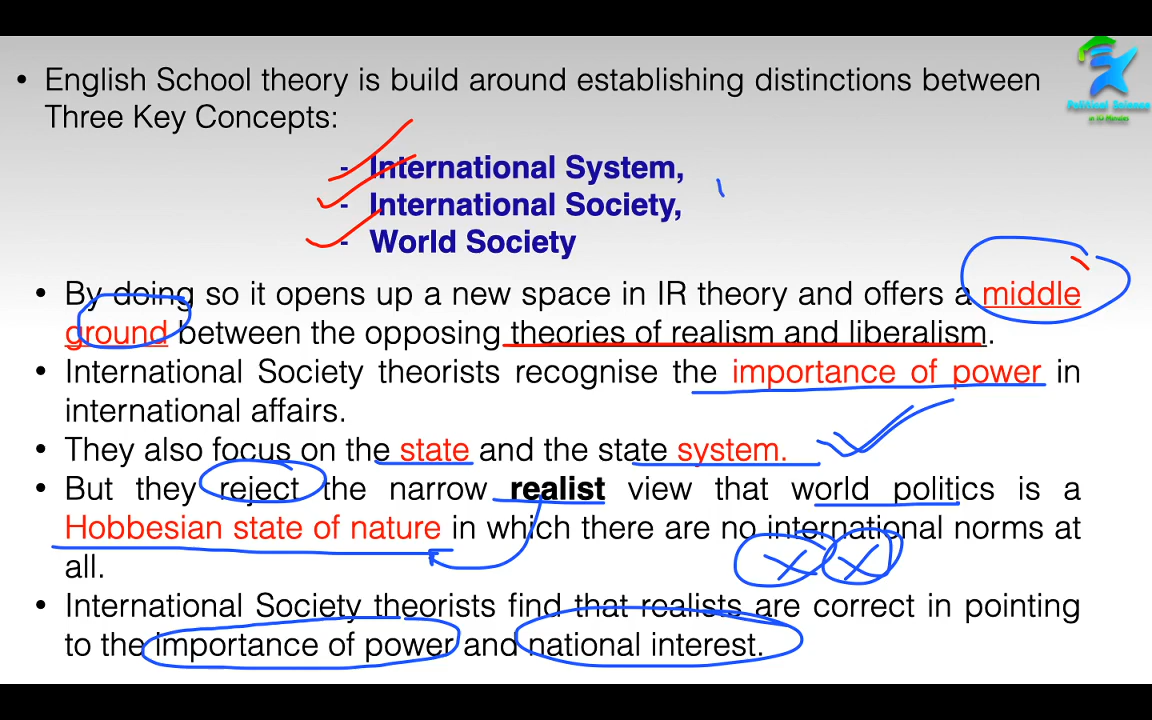 • English School theory is build around establishing distinctions between
Three Key Concepts:
- International System,
- International Society,
- World Society
• By doing so it opens up a new space in IR theory and offers a middle
ground between the opposing theories of realism and liberalism.
• International Society theorists recognise the importance of power in
international affairs.
• They also focus on the state and the state system.
• But they reject the narrow realist view that world politics is a
Hobbesian state of nature in which there are no international norms at
all.
• International Society theorists find that realists are correct in pointing
to the importance of power and national interest.
Political Science
in 10 Minutes